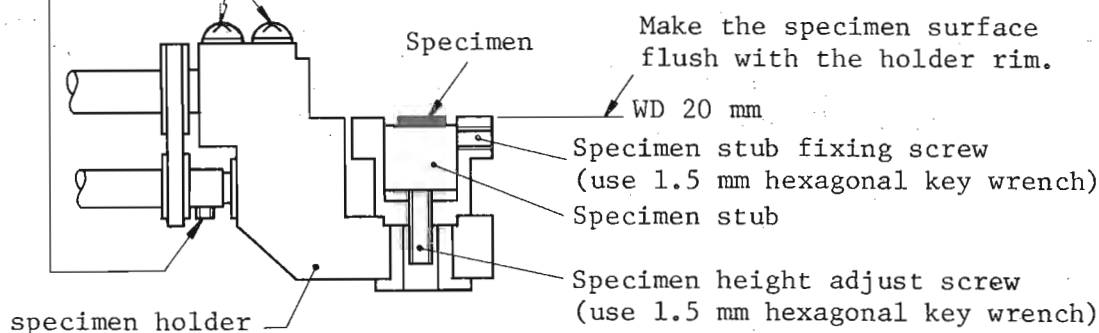 Specimen
Make the specimen surface
flush with the holder rim.
WD 20 mm
Specimen stub fixing screw
(use 1.5 mm hexagonal key wrench)
Specimen stub
Specimen height adjust screw
(use 1.5 mm hexagonal key wrench)
specimen holder